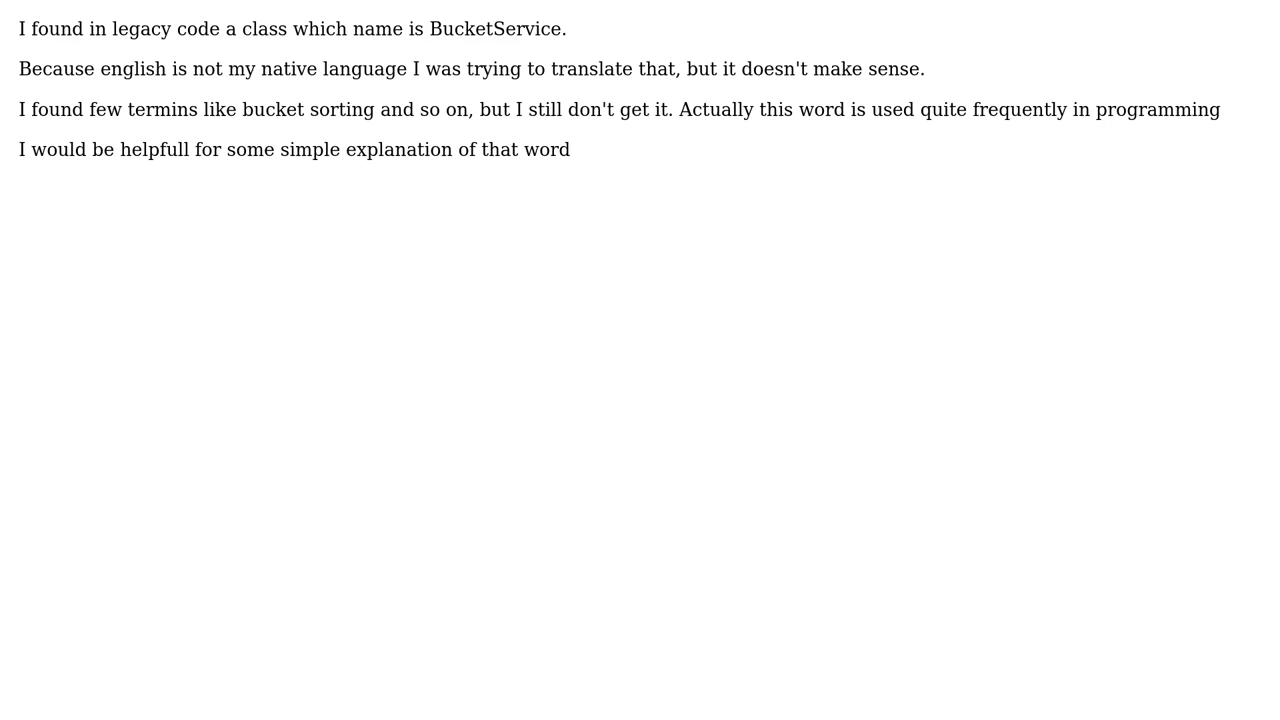 I found in legacy code a class which name is BucketService.
Because english is not my native language I was trying to translate that, but it doesn't make sense.
I found few termins like bucket sorting and so on, but I still don't get it. Actually this word is used quite frequently in programming
I would be helpfull for some simple explanation of that word